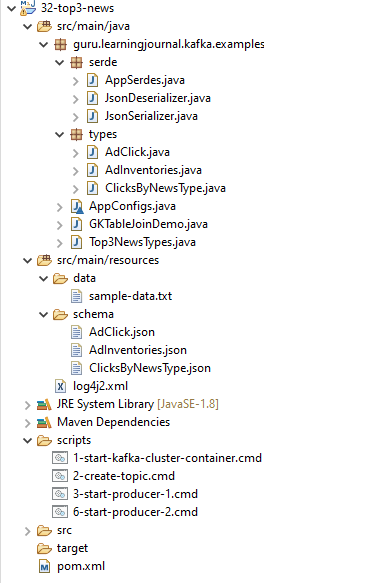 32-top3-news
src/main/java
guru.learningjournal.kafka.examples
serde
AppSerdes.java
JsonDeserializer.java
JsonSerializer.java
types
AdClick.java
AdInventories.java
ClicksByNewsType.java
AppConfigs.java
GKTableJoinDemo.java
Top3NewsTypes.java
src/main/resources
data
sample-data.txt
schema
AdClick.json
AdInventories.json
ClicksByNewsType.json
log4j2.xml
JRE System Library [JavaSE-1.8]
Maven Dependencies
scripts
1-start-kafka-cluster-container.cmd
2-create-topic.cmd
3-start-producer-1.cmd
6-start-producer-2.cmd
src
target
pom.xml